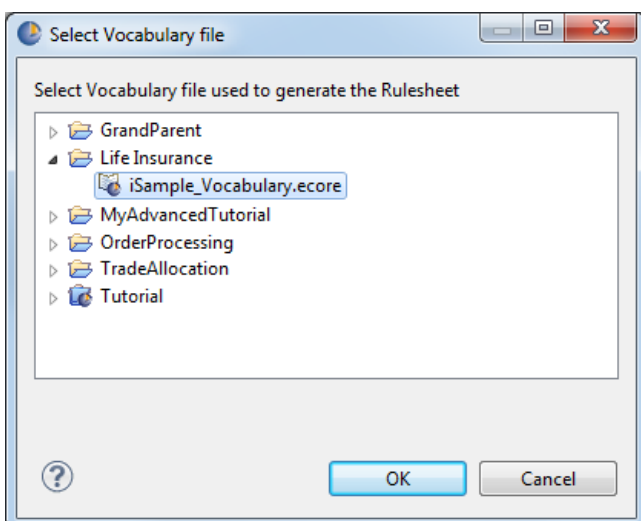 Select Vocabulary file
Select Vocabulary file used to generate the Rulesheet
GrandParent
Life Insurance
iSample_Vocabulary.ecore
MyAdvancedTutorial
OrderProcessing
TradeAllocation
Tutorial
?
OK Cancel